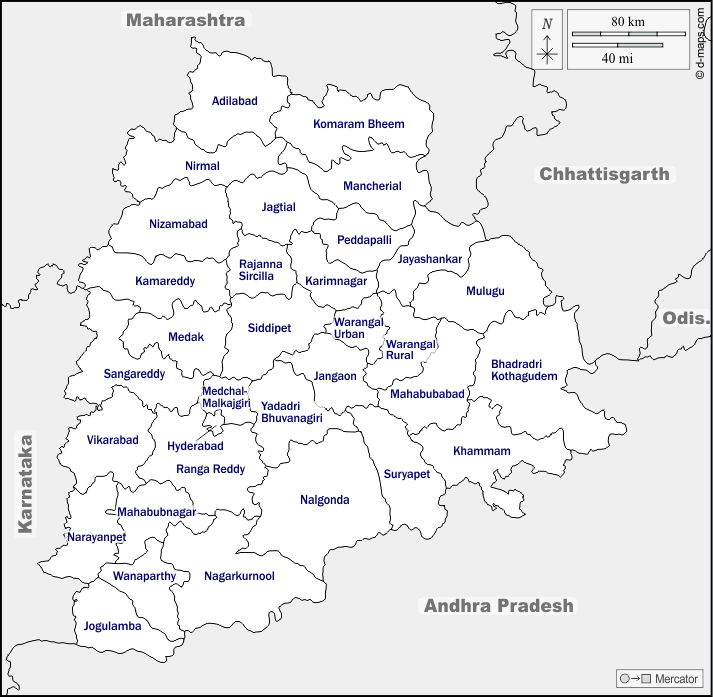 Maharashtra
N
80 km
40 mi
© d-maps.com
Adilabad
Komaram Bheem
Nirmal
Mancherial
Chhattisgarth
Jagtial
Nizamabad
Peddapalli
Jayashankar
Rajanna
Sircilla
Kamareddy
Karimnagar
Mulugu
Odis.
Siddipet
Warangal
Urban
Medak
Warangal
Rural
Bhadradri
Kothagudem
Sangareddy
Jangaon
Medchal-
Malkajgiri
Mahabubabad
Yadadri
Bhuvanagiri
Vikarabad
Hyderabad
Khammam
Ranga Reddy
Suryapet
Karnataka
Nalgonda
Mahabubnagar
Narayanpet
Wanaparthy
Nagarkurnool
Andhra Pradesh
Jogulamba
Mercator